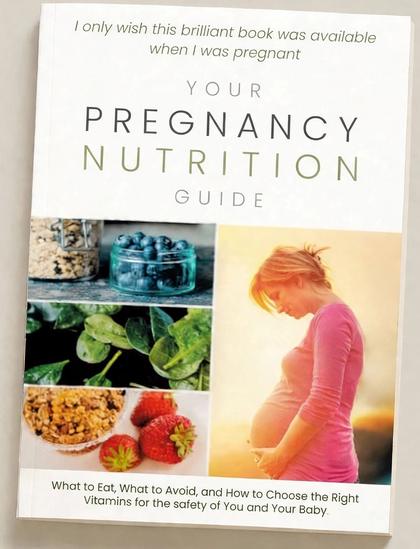 I only wish this brilliant book was available
when I was pregnant
YOUR
PREGNANCY
NUTRITION
GUIDE
What to Eat, What to Avoid, and How to Choose the Right
Vitamins for the safety of You and Your Baby.